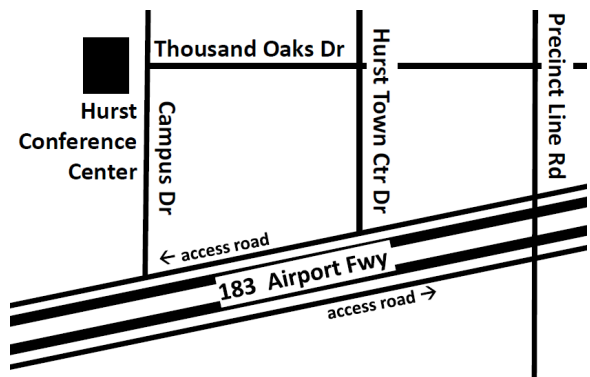 Thousand Oaks Dr
Hurst
Conference
Center
Campus Dr
Hurst Town Ctr Dr
Precinct Line Rd
← access road
183 Airport Fwy
access road →